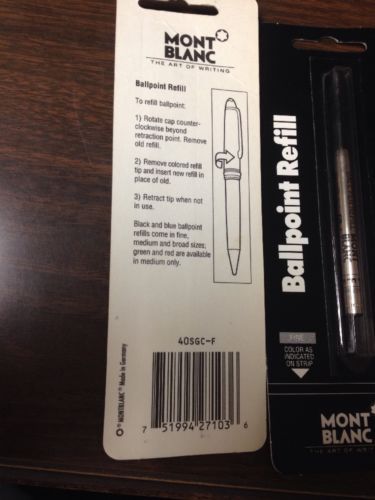 MONT
BLANC
THE ART OF WRITING
Ballpoint Refill
To refill ballpoint:
1) Rotate cap counter-
clockwise beyond
retraction point. Remove
old refill.
2) Remove colored refill
tip and insert new refill in
place of old.
3) Retract tip when not
in use.
Black and blue ballpoint
refills come in fine,
medium and broad sizes;
green and red are available
in medium only.
40SGC-F
© MONTBLANC® Made in Germany
7 51994 27103 6
Ballpoint Refill
FINE
COLOR AS
INDICATED
ON STRIP
MONT
BLANC
THE ART OF WRITING